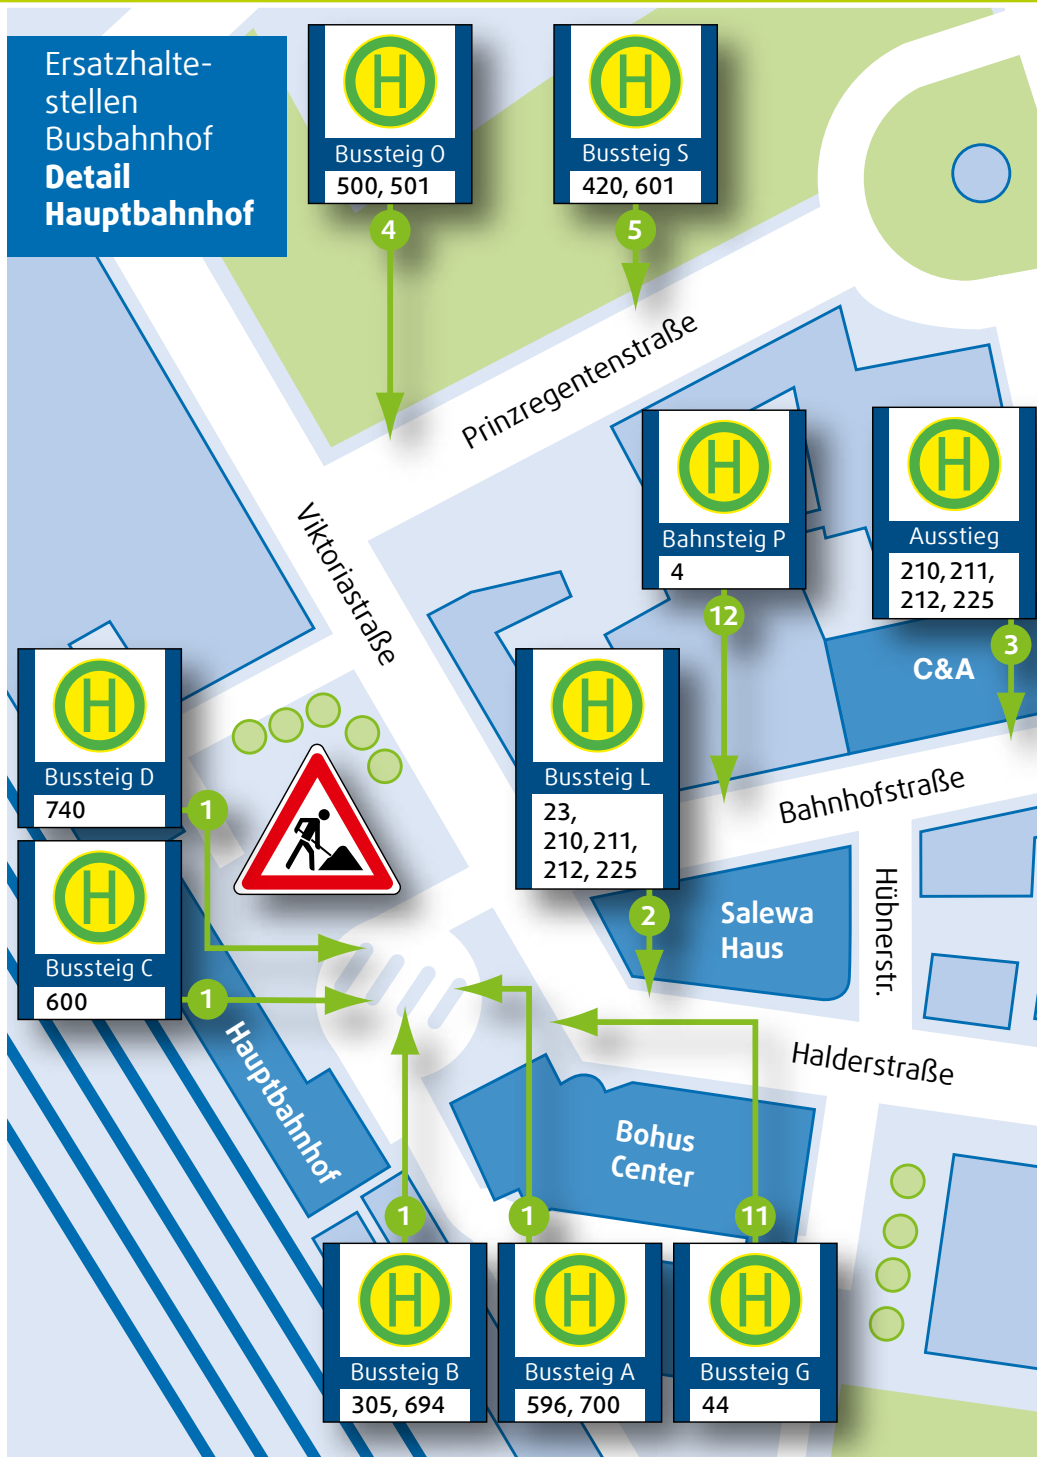 Ersatzhalte-
stellen
Busbahnhof
Detail
Hauptbahnhof
H
Bussteig O
500, 501
4
H
Bussteig S
420, 601
5
Prinzregentenstraße
Viktoriastraße
H
Bahnsteig P
4
12
H
Ausstieg
210, 211,
212, 225
3
C&A
H
Bussteig D
740
1
H
Bussteig L
23,
210, 211,
212, 225
2
Bahnhofstraße
H
Bussteig C
600
1
Salewa
Haus
Hübnerstr.
Hauptbahnhof
Halderstraße
Bohus
Center
1
H
Bussteig B
305, 694
1
H
Bussteig A
596, 700
11
H
Bussteig G
44